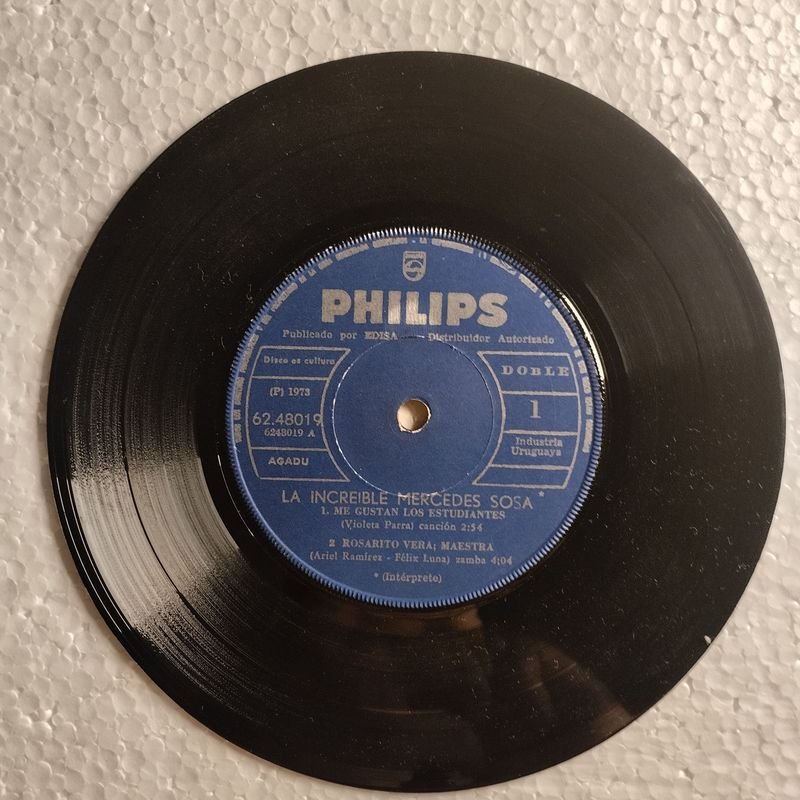 PHILIPS
Publicado por EDISA Distribuidor Autorizado
Disco es cultura
(P) 1973
62.48019
6248019 A
AGADU
DOBLE
1
Industria
Uruguaya
LA INCREIBLE MERCEDES SOSA *
1. ME GUSTAN LOS ESTUDIANTES
(Violeta Parra) canción 2:54
2 ROSARITO VERA; MAESTRA
(Ariel Ramírez - Félix Luna) zamba 4;04
* (Intérprete)